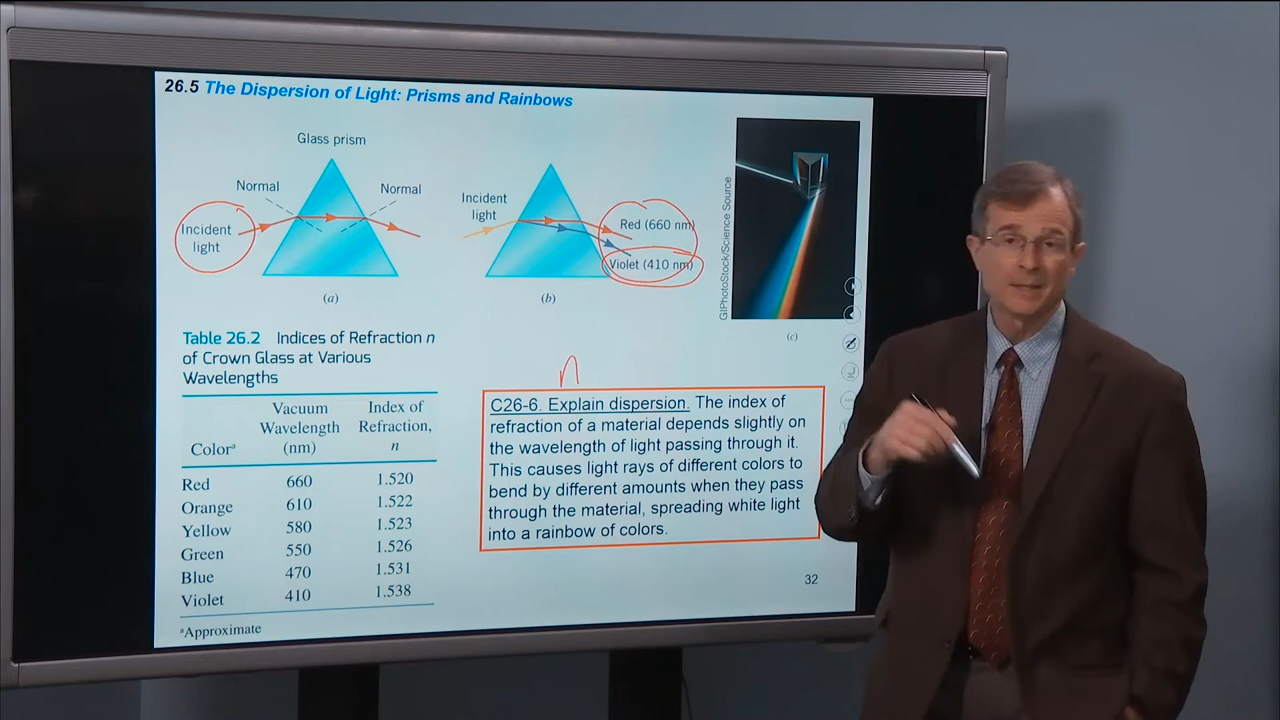 26.5 The Dispersion of Light: Prisms and Rainbows
Glass prism
Normal
Normal
Incident
light
(a)
Incident
light
Red (660 nm)
Violet (410 nm)
(b)
GIPhotoStock/Science Source
(c)
Table 26.2 Indices of Refraction n
of Crown Glass at Various
Wavelengths
Colorᵃ Vacuum Wavelength (nm) Index of Refraction, n
Red 660 1.520
Orange 610 1.522
Yellow 580 1.523
Green 550 1.526
Blue 470 1.531
Violet 410 1.538
ᵃApproximate
n
C26-6. Explain dispersion. The index of
refraction of a material depends slightly on
the wavelength of light passing through it.
This causes light rays of different colors to
bend by different amounts when they pass
through the material, spreading white light
into a rainbow of colors.
32